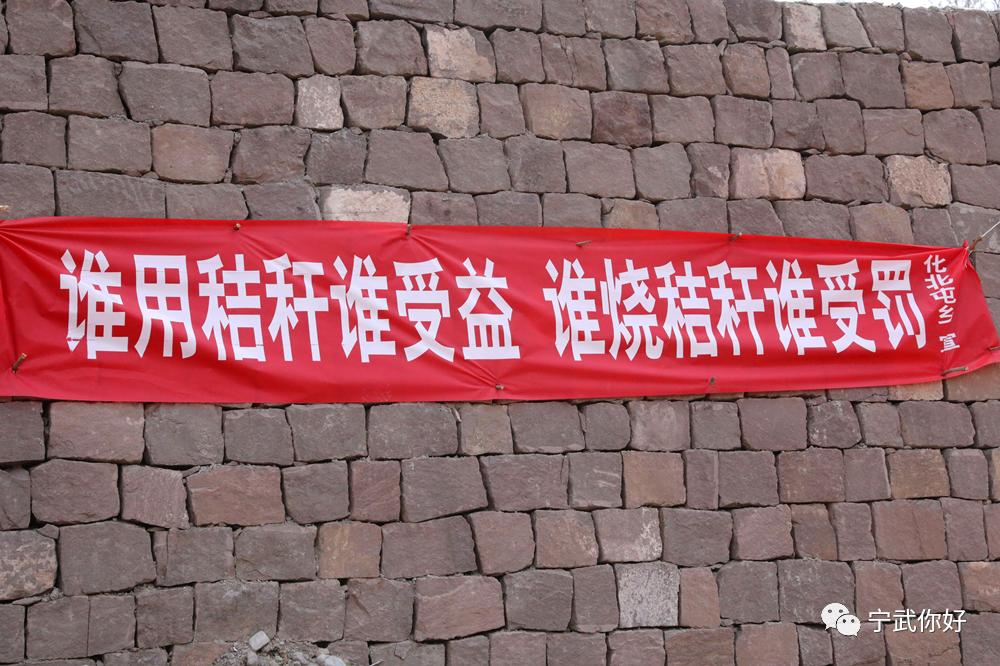 谁用秸秆谁受益 谁烧秸秆谁受罚
化北屯乡 宣
宁武你好